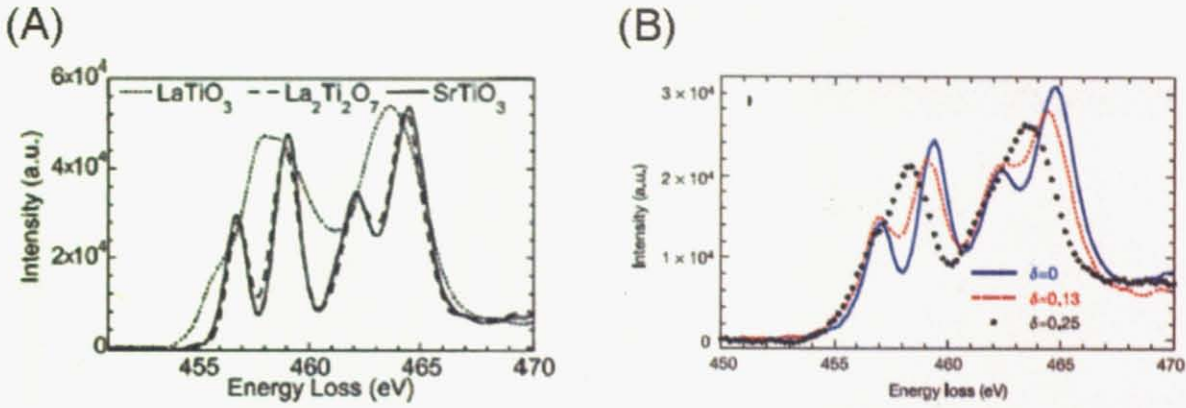 (A)
(B)
6x10⁴
4x10⁴
2x10⁴
0
LaTiO₃
La₂Ti₂O₇
SrTiO₃
Intensity (a.u.)
455
460
465
470
Energy Loss (eV)
3 × 10⁴
2 × 10⁴
1 × 10⁴
0
Intensity (a.u.)
δ=0
δ=0,13
δ=0,25
450
455
460
465
470
Energy loss (eV)